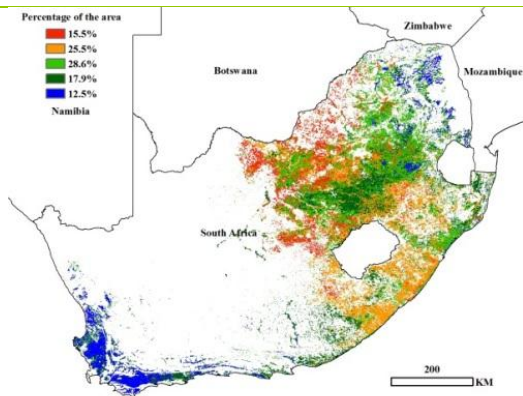 Percentage of the area
15.5%
25.5%
28.6%
17.9%
12.5%
Namibia
Botswana
Zimbabwe
Mozambique
South Africa
200
KM